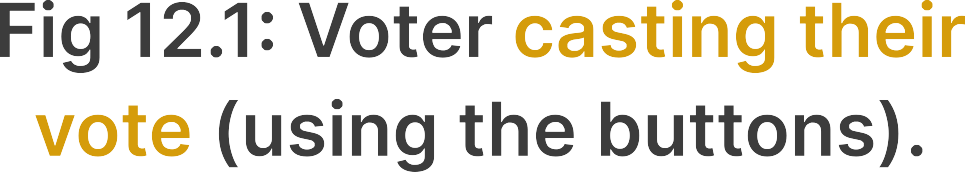 Fig 12.1: Voter casting their
vote (using the buttons).